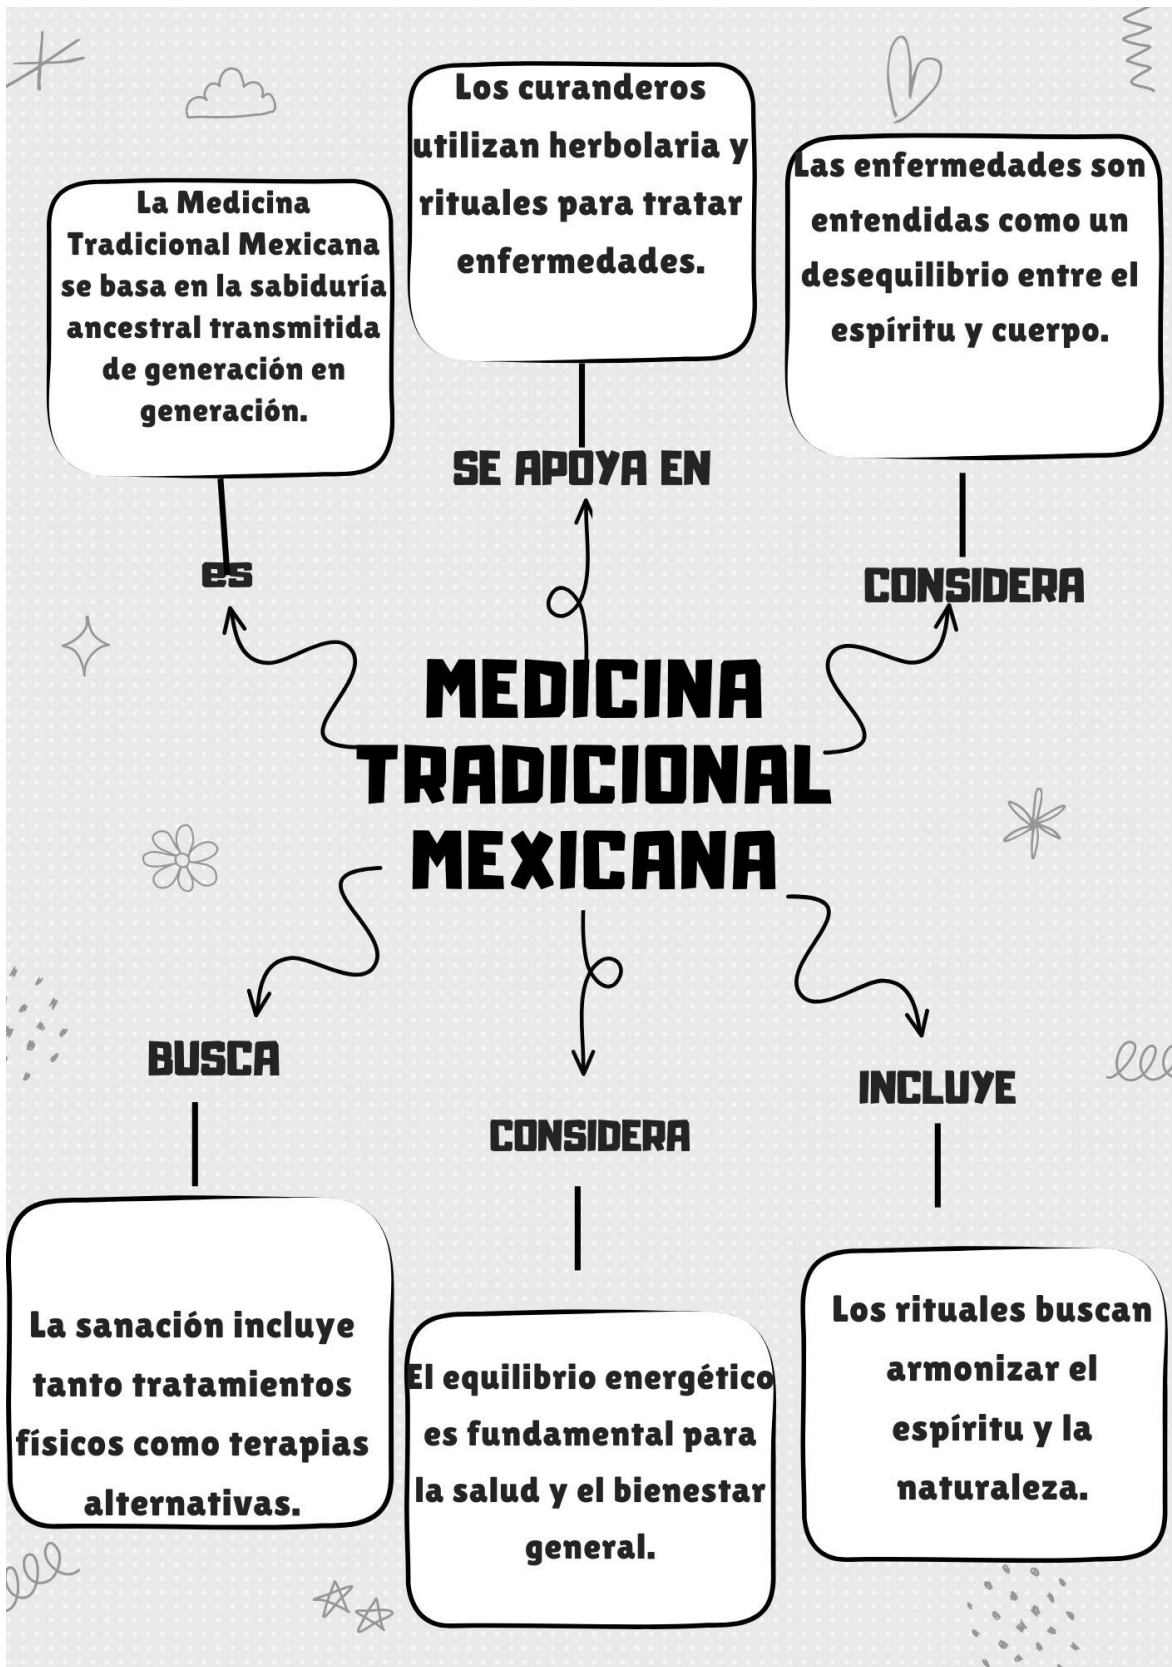 Los curanderos
utilizan herbolaria y
rituales para tratar
enfermedades.
Las enfermedades son
entendidas como un
desequilibrio entre el
espíritu y cuerpo.
La Medicina
Tradicional Mexicana
se basa en la sabiduría
ancestral transmitida
de generación en
generación.
SE APOYA EN
es
CONSIDERA
MEDICINA
TRADICIONAL
MEXICANA
BUSCA
CONSIDERA
INCLUYE
La sanación incluye
tanto tratamientos
físicos como terapias
alternativas.
El equilibrio energético
es fundamental para
la salud y el bienestar
general.
Los rituales buscan
armonizar el
espíritu y la
naturaleza.